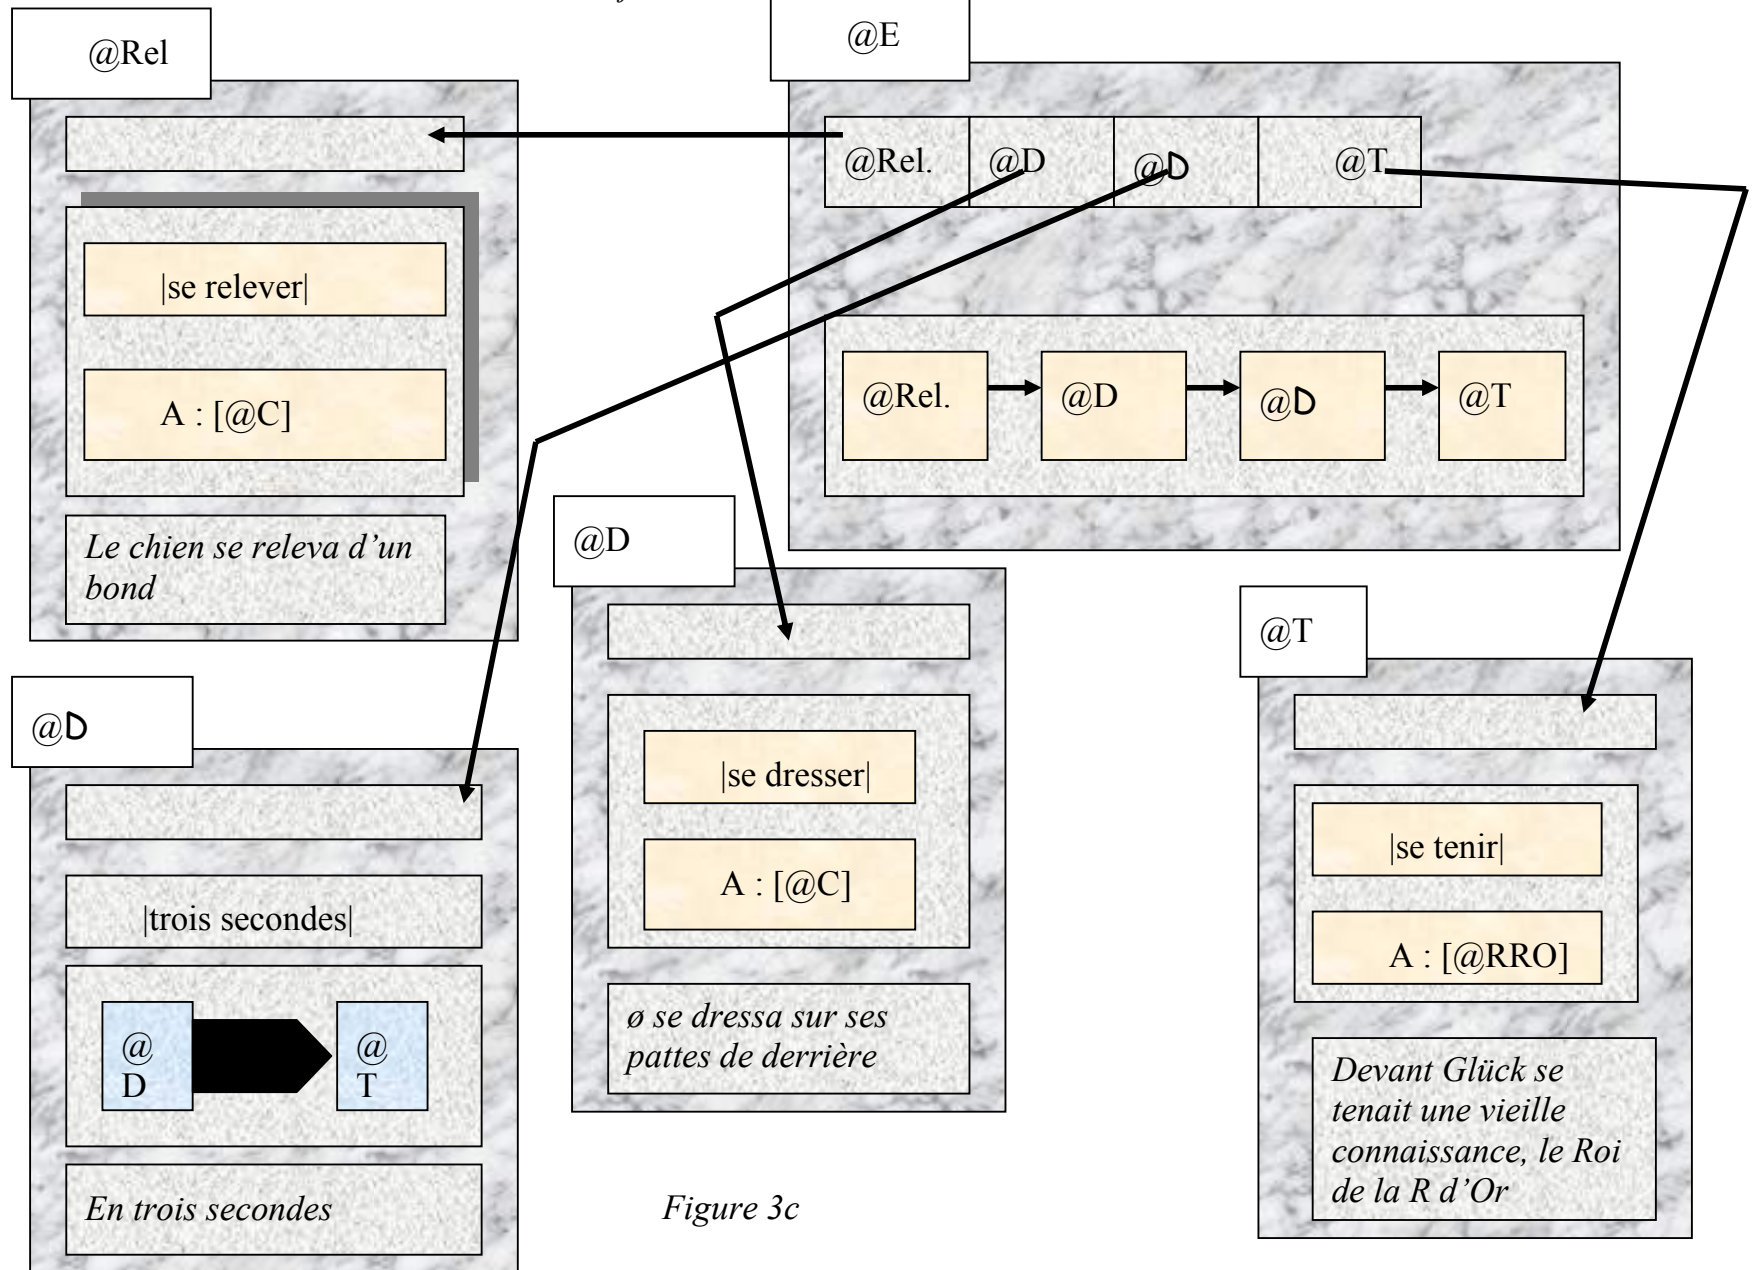 @Rel
@E
@Rel.
@D
@D
@T
|se relever|
A : [@C]
Le chien se releva d’un
bond
@Rel.
@D
@D
@T
@D
|se dresser|
A : [@C]
ø se dressa sur ses
pattes de derrière
@T
|se tenir|
A : [@RRO]
Devant Glück se
tenait une vieille
connaissance, le Roi
de la R d’Or
@D
|trois secondes|
@
D
@
T
En trois secondes
Figure 3c